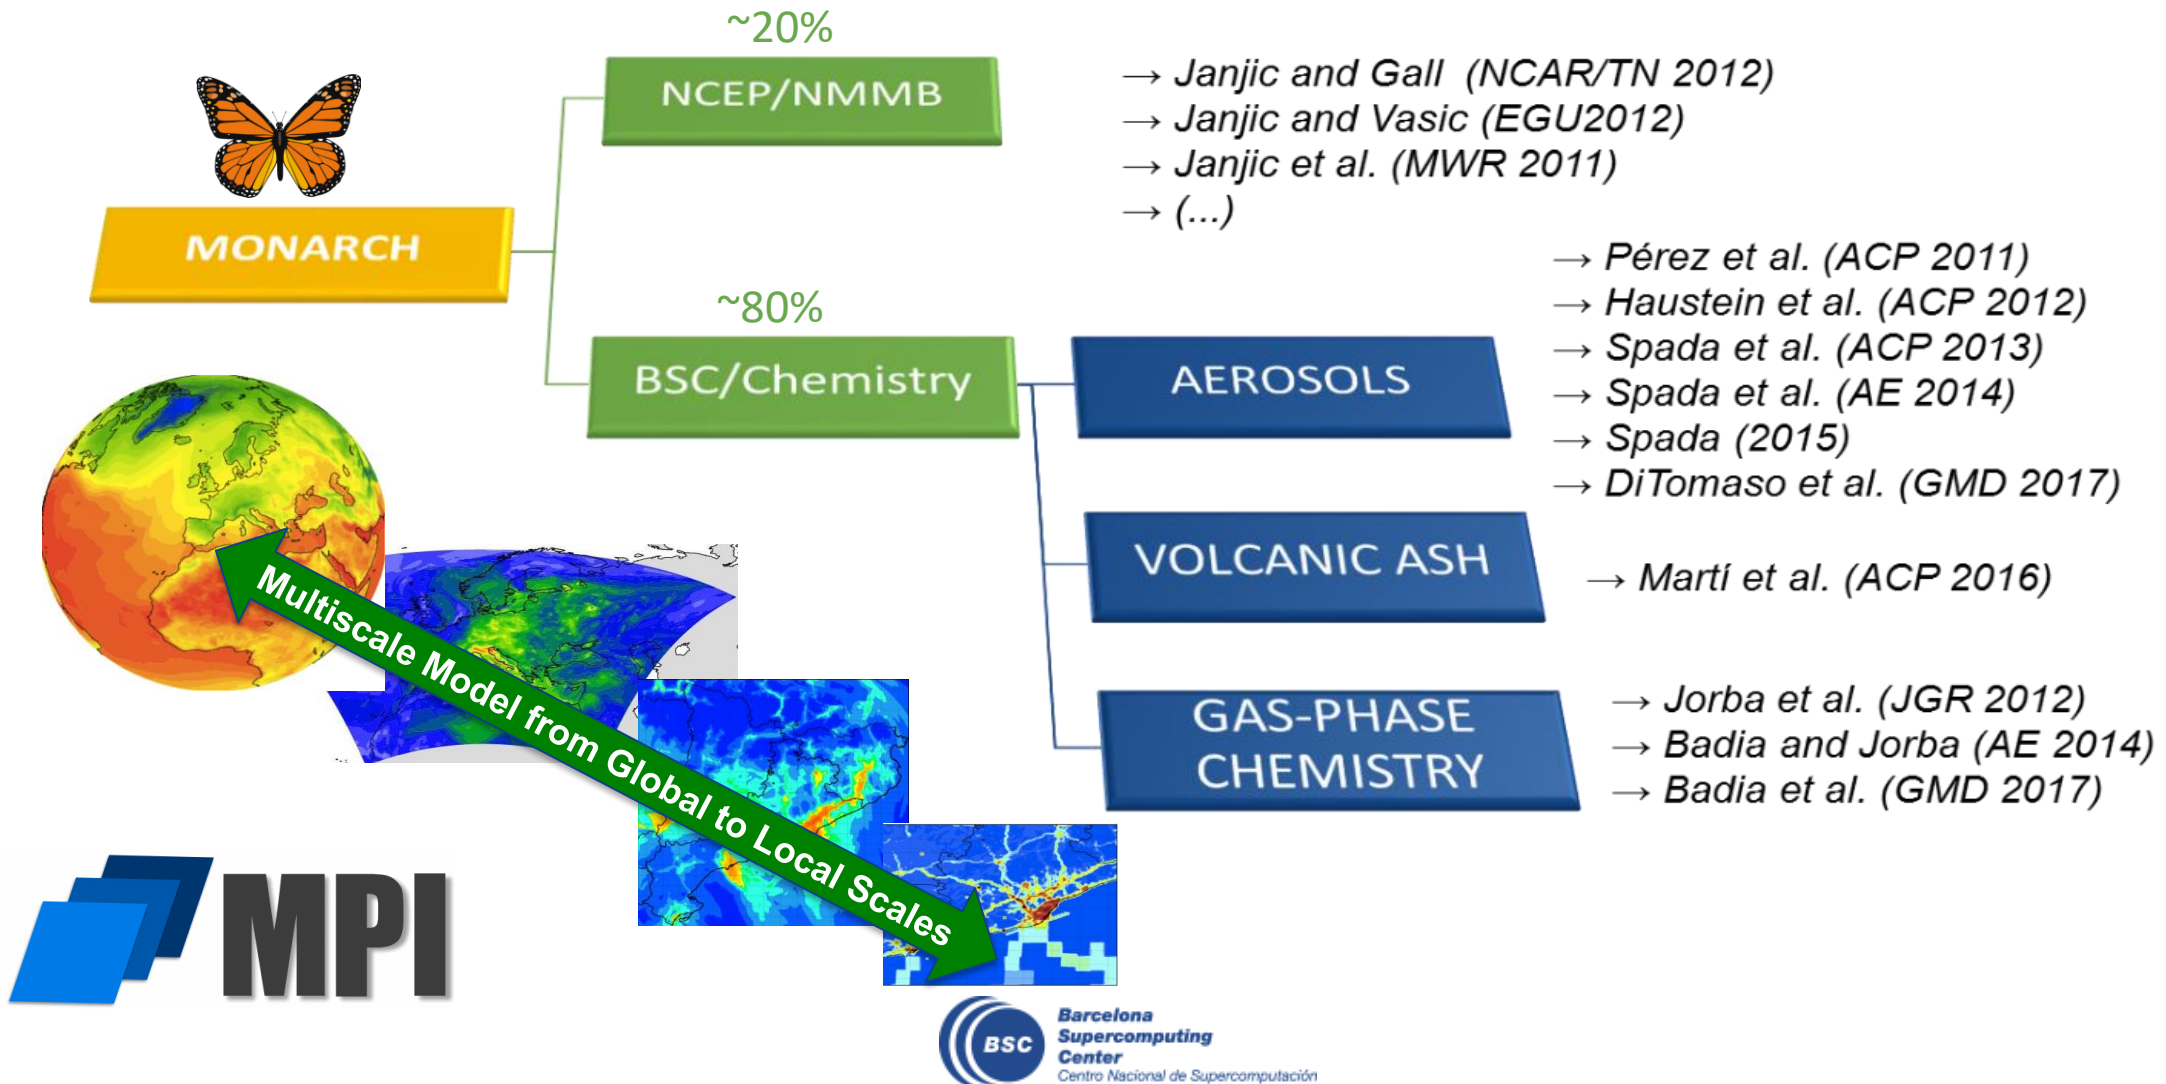 ~20%
NCEP/NMMB
→ Janjic and Gall (NCAR/TN 2012)
→ Janjic and Vasic (EGU2012)
→ Janjic et al. (MWR 2011)
→ (...)
MONARCH
~80%
BSC/Chemistry
AEROSOLS
→ Pérez et al. (ACP 2011)
→ Haustein et al. (ACP 2012)
→ Spada et al. (ACP 2013)
→ Spada et al. (AE 2014)
→ Spada (2015)
→ DiTomaso et al. (GMD 2017)
VOLCANIC ASH
→ Martí et al. (ACP 2016)
GAS-PHASE
CHEMISTRY
→ Jorba et al. (JGR 2012)
→ Badia and Jorba (AE 2014)
→ Badia et al. (GMD 2017)
Multiscale Model from Global to Local Scales
MPI
BSC
Barcelona
Supercomputing
Center
Centro Nacional de Supercomputación